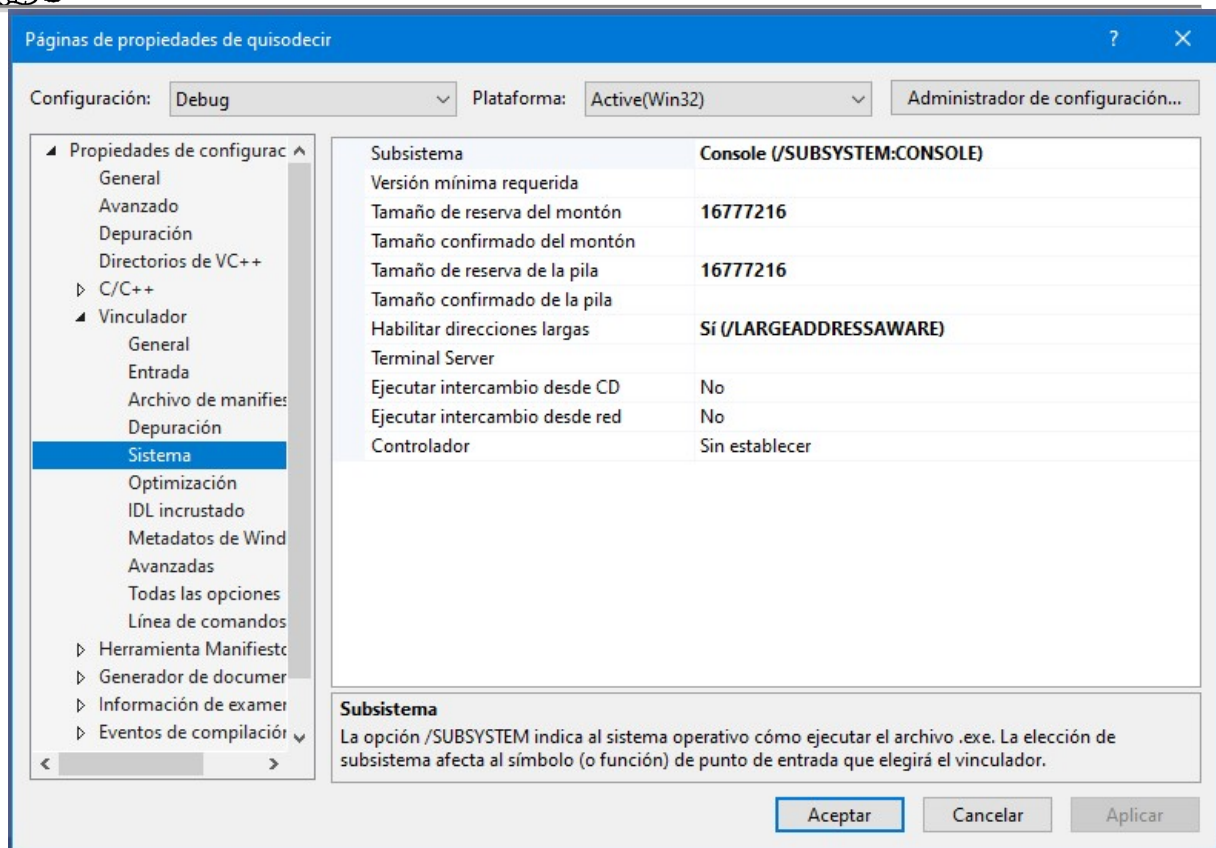 Páginas de propiedades de quisodecir ? ×
Configuración: Debug Plataforma: Active(Win32) Administrador de configuración...
Propiedades de configurac
General
Avanzado
Depuración
Directorios de VC++
C/C++
Vinculador
General
Entrada
Archivo de manifies
Depuración
Sistema
Optimización
IDL incrustado
Metadatos de Wind
Avanzadas
Todas las opciones
Línea de comandos
Herramienta Manifiestc
Generador de documer
Información de examer
Eventos de compilaciór
Subsistema Console (/SUBSYSTEM:CONSOLE)
Versión mínima requerida
Tamaño de reserva del montón 16777216
Tamaño confirmado del montón
Tamaño de reserva de la pila 16777216
Tamaño confirmado de la pila
Habilitar direcciones largas Sí (/LARGEADDRESSAWARE)
Terminal Server
Ejecutar intercambio desde CD No
Ejecutar intercambio desde red No
Controlador Sin establecer
Subsistema
La opción /SUBSYSTEM indica al sistema operativo cómo ejecutar el archivo .exe. La elección de
subsistema afecta al símbolo (o función) de punto de entrada que elegirá el vinculador.
Aceptar Cancelar Aplicar